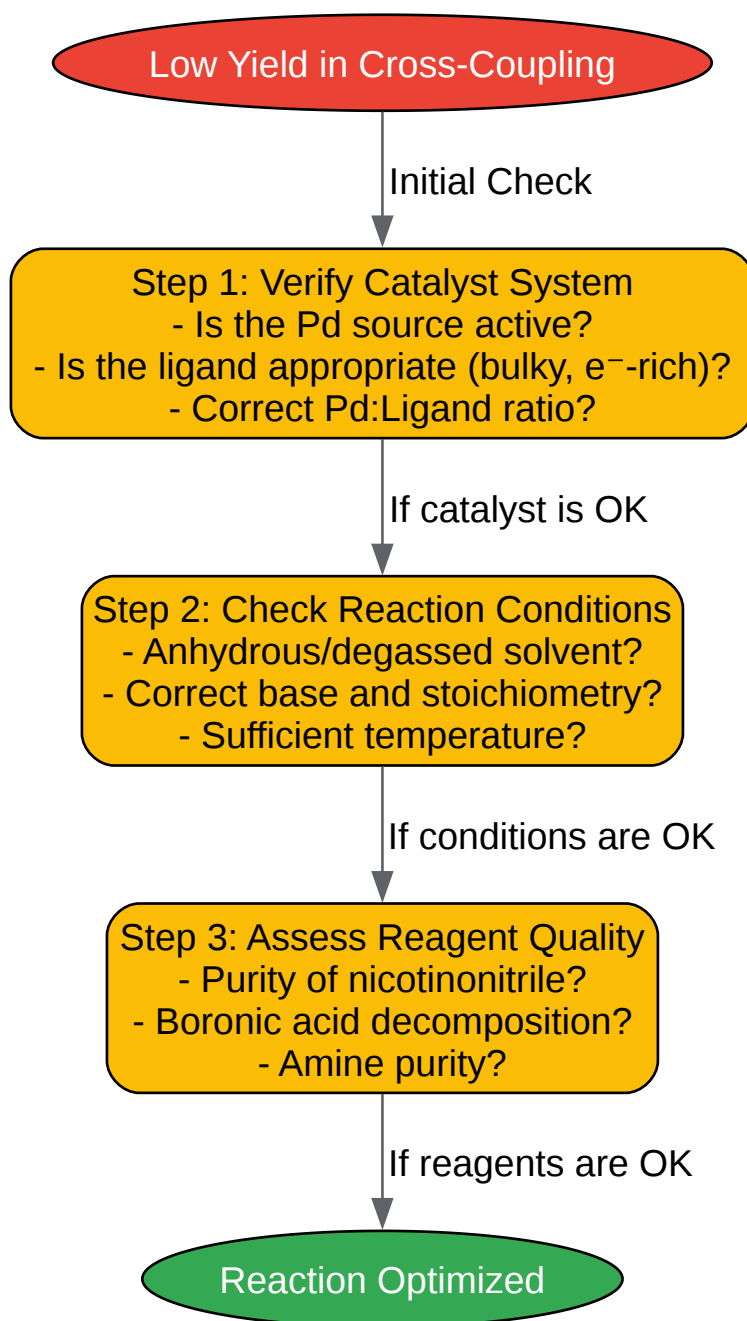 Low Yield in Cross-Coupling
Initial Check
Step 1: Verify Catalyst System
- Is the Pd source active?
- Is the ligand appropriate (bulky, e⁻-rich)?
- Correct Pd:Ligand ratio?
If catalyst is OK
Step 2: Check Reaction Conditions
- Anhydrous/degassed solvent?
- Correct base and stoichiometry?
- Sufficient temperature?
If conditions are OK
Step 3: Assess Reagent Quality
- Purity of nicotinonitrile?
- Boronic acid decomposition?
- Amine purity?
If reagents are OK
Reaction Optimized